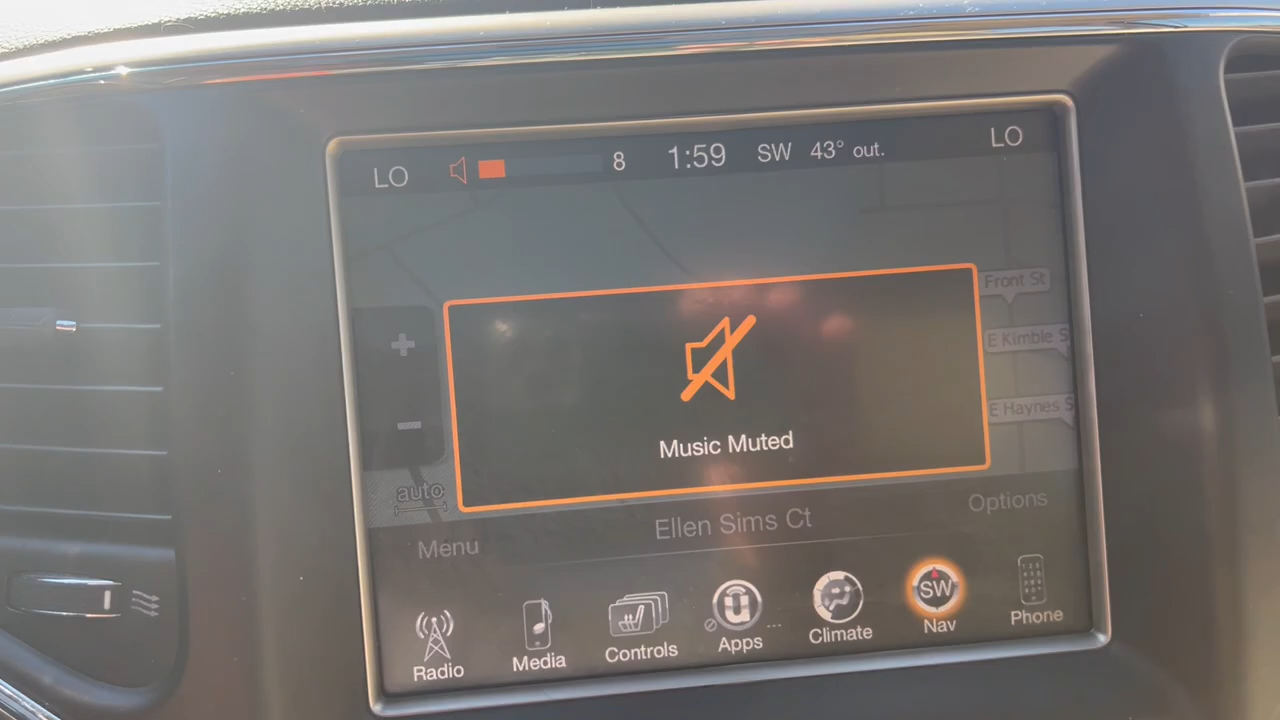 LO 8 1:59 SW 43° out. LO
Front St
E Kimble S
E Haynes S
Music Muted
auto
Menu Ellen Sims Ct Options
Radio Media Controls Apps Climate SW Nav Phone